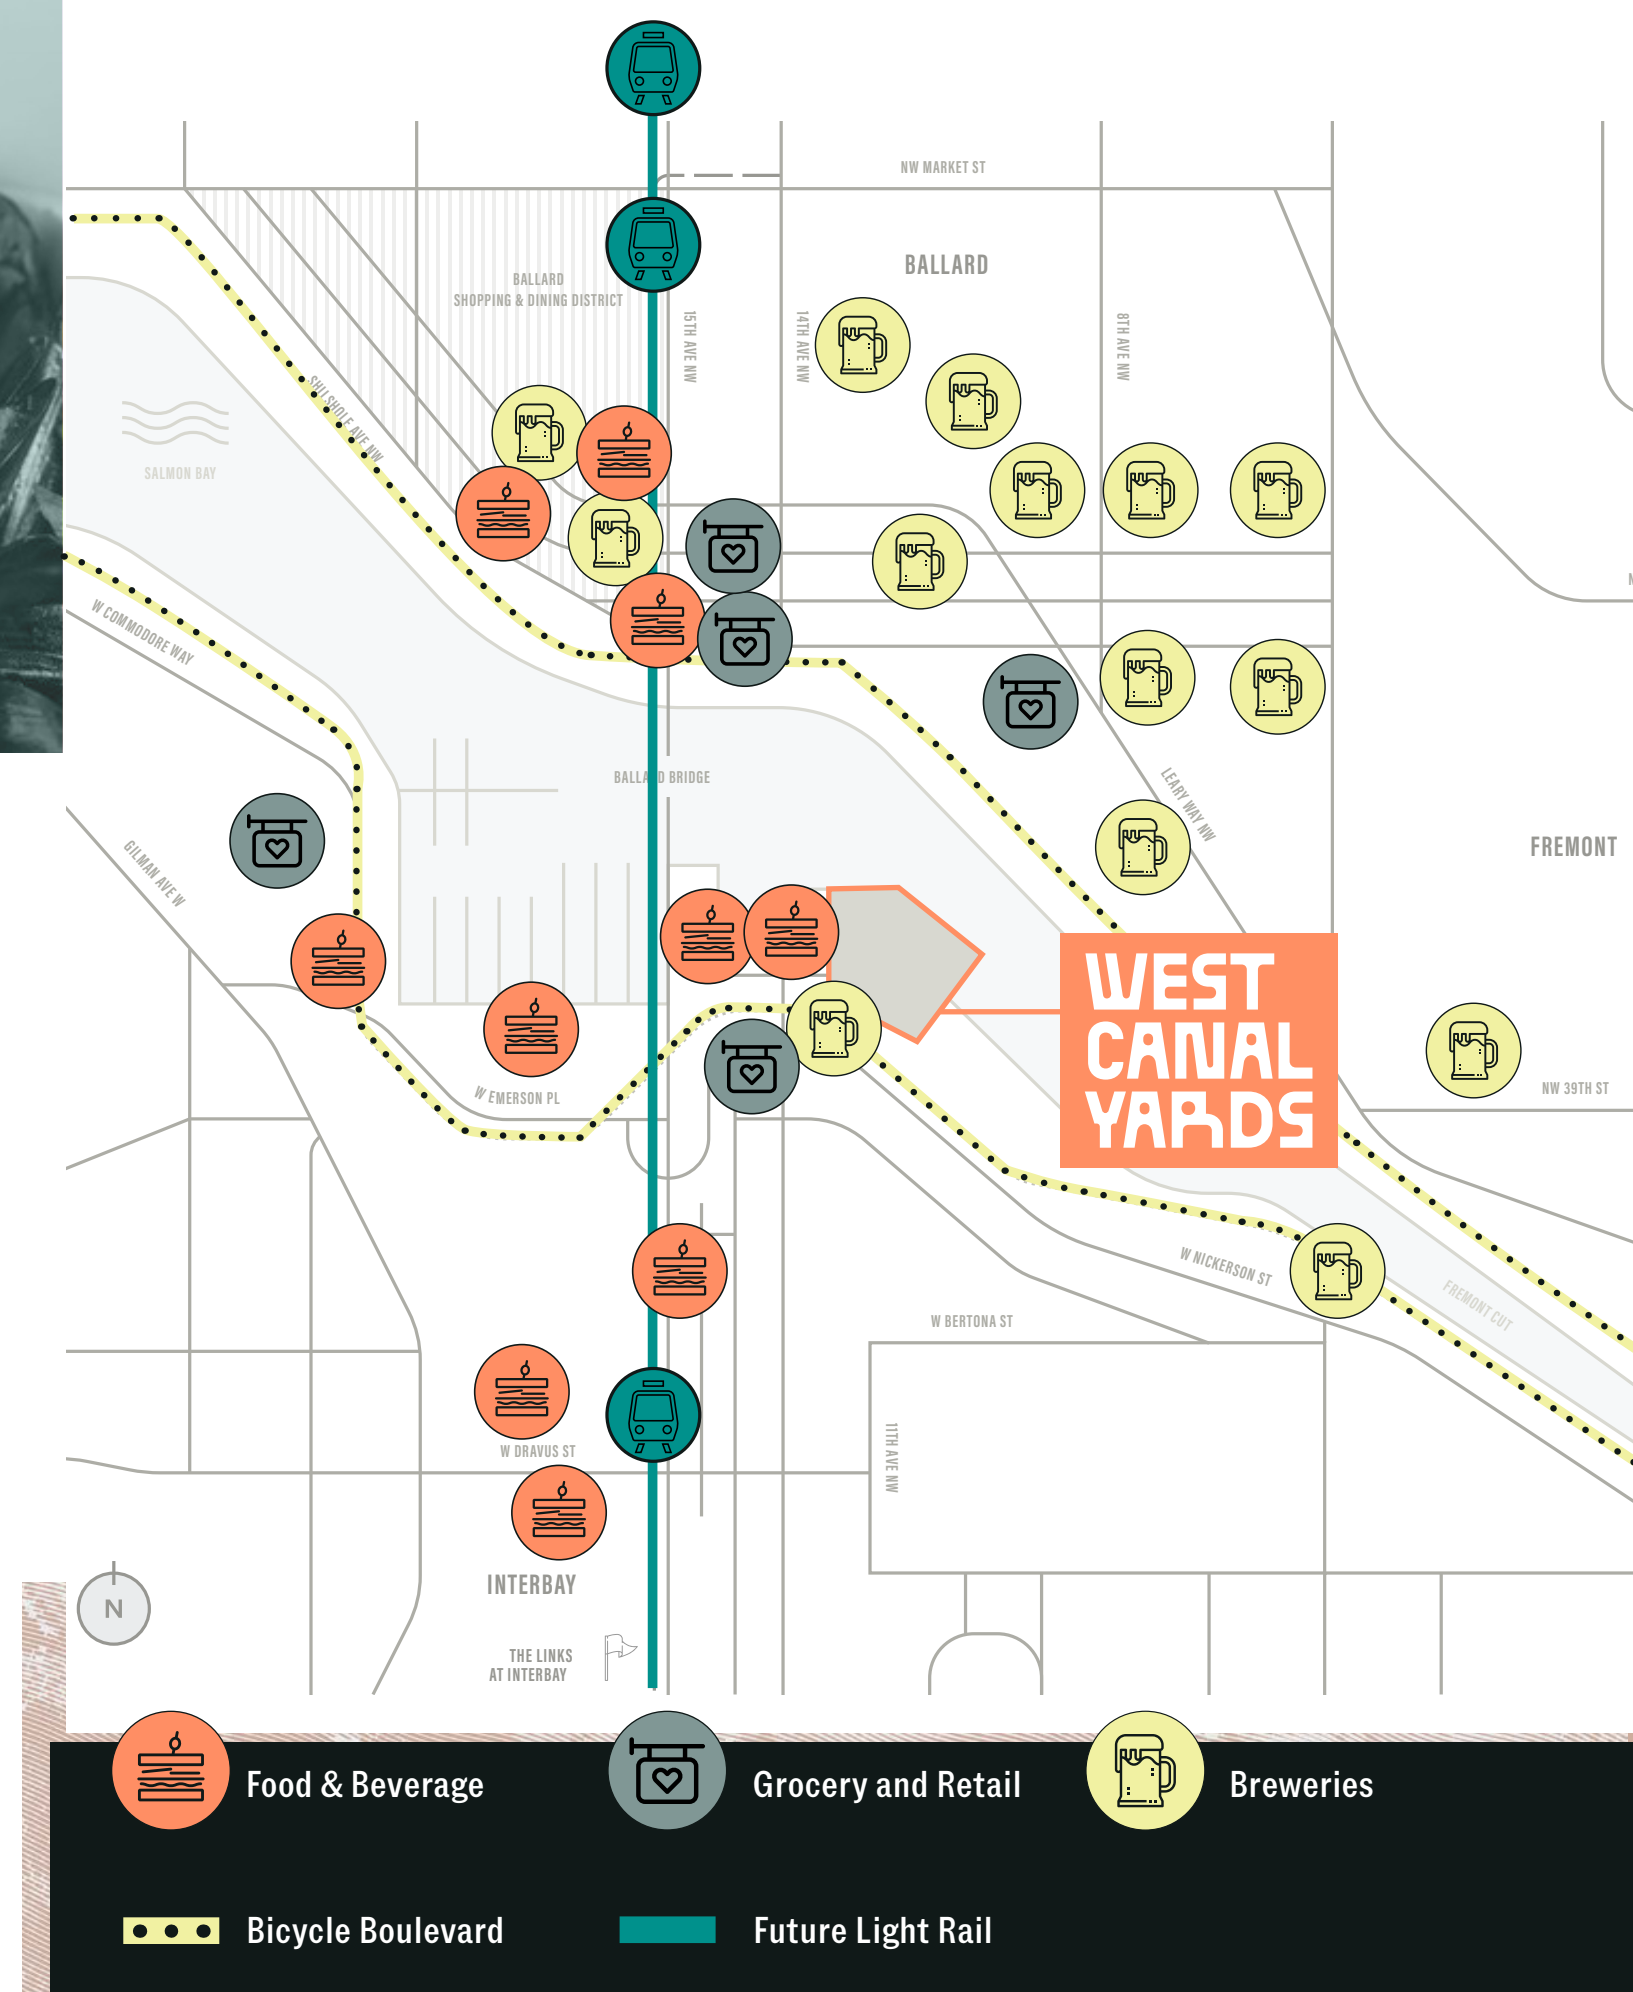 NW MARKET ST
BALLARD
BALLARD
SHOPPING & DINING DISTRICT
15TH AVE NW
14TH AVE NW
8TH AVE NW
SHILSHOLE AVE NW
SALMON BAY
W COMMODORE WAY
BALLARD BRIDGE
LEARY WAY NW
FREMONT
GILMAN AVE W
WEST
CANAL
YARDS
W EMERSON PL
NW 39TH ST
W NICKERSON ST
FREMONT CUT
W BERTONA ST
11TH AVE NW
W DRAVUS ST
INTERBAY
N
THE LINKS
AT INTERBAY
Food & Beverage
Grocery and Retail
Breweries
Bicycle Boulevard
Future Light Rail